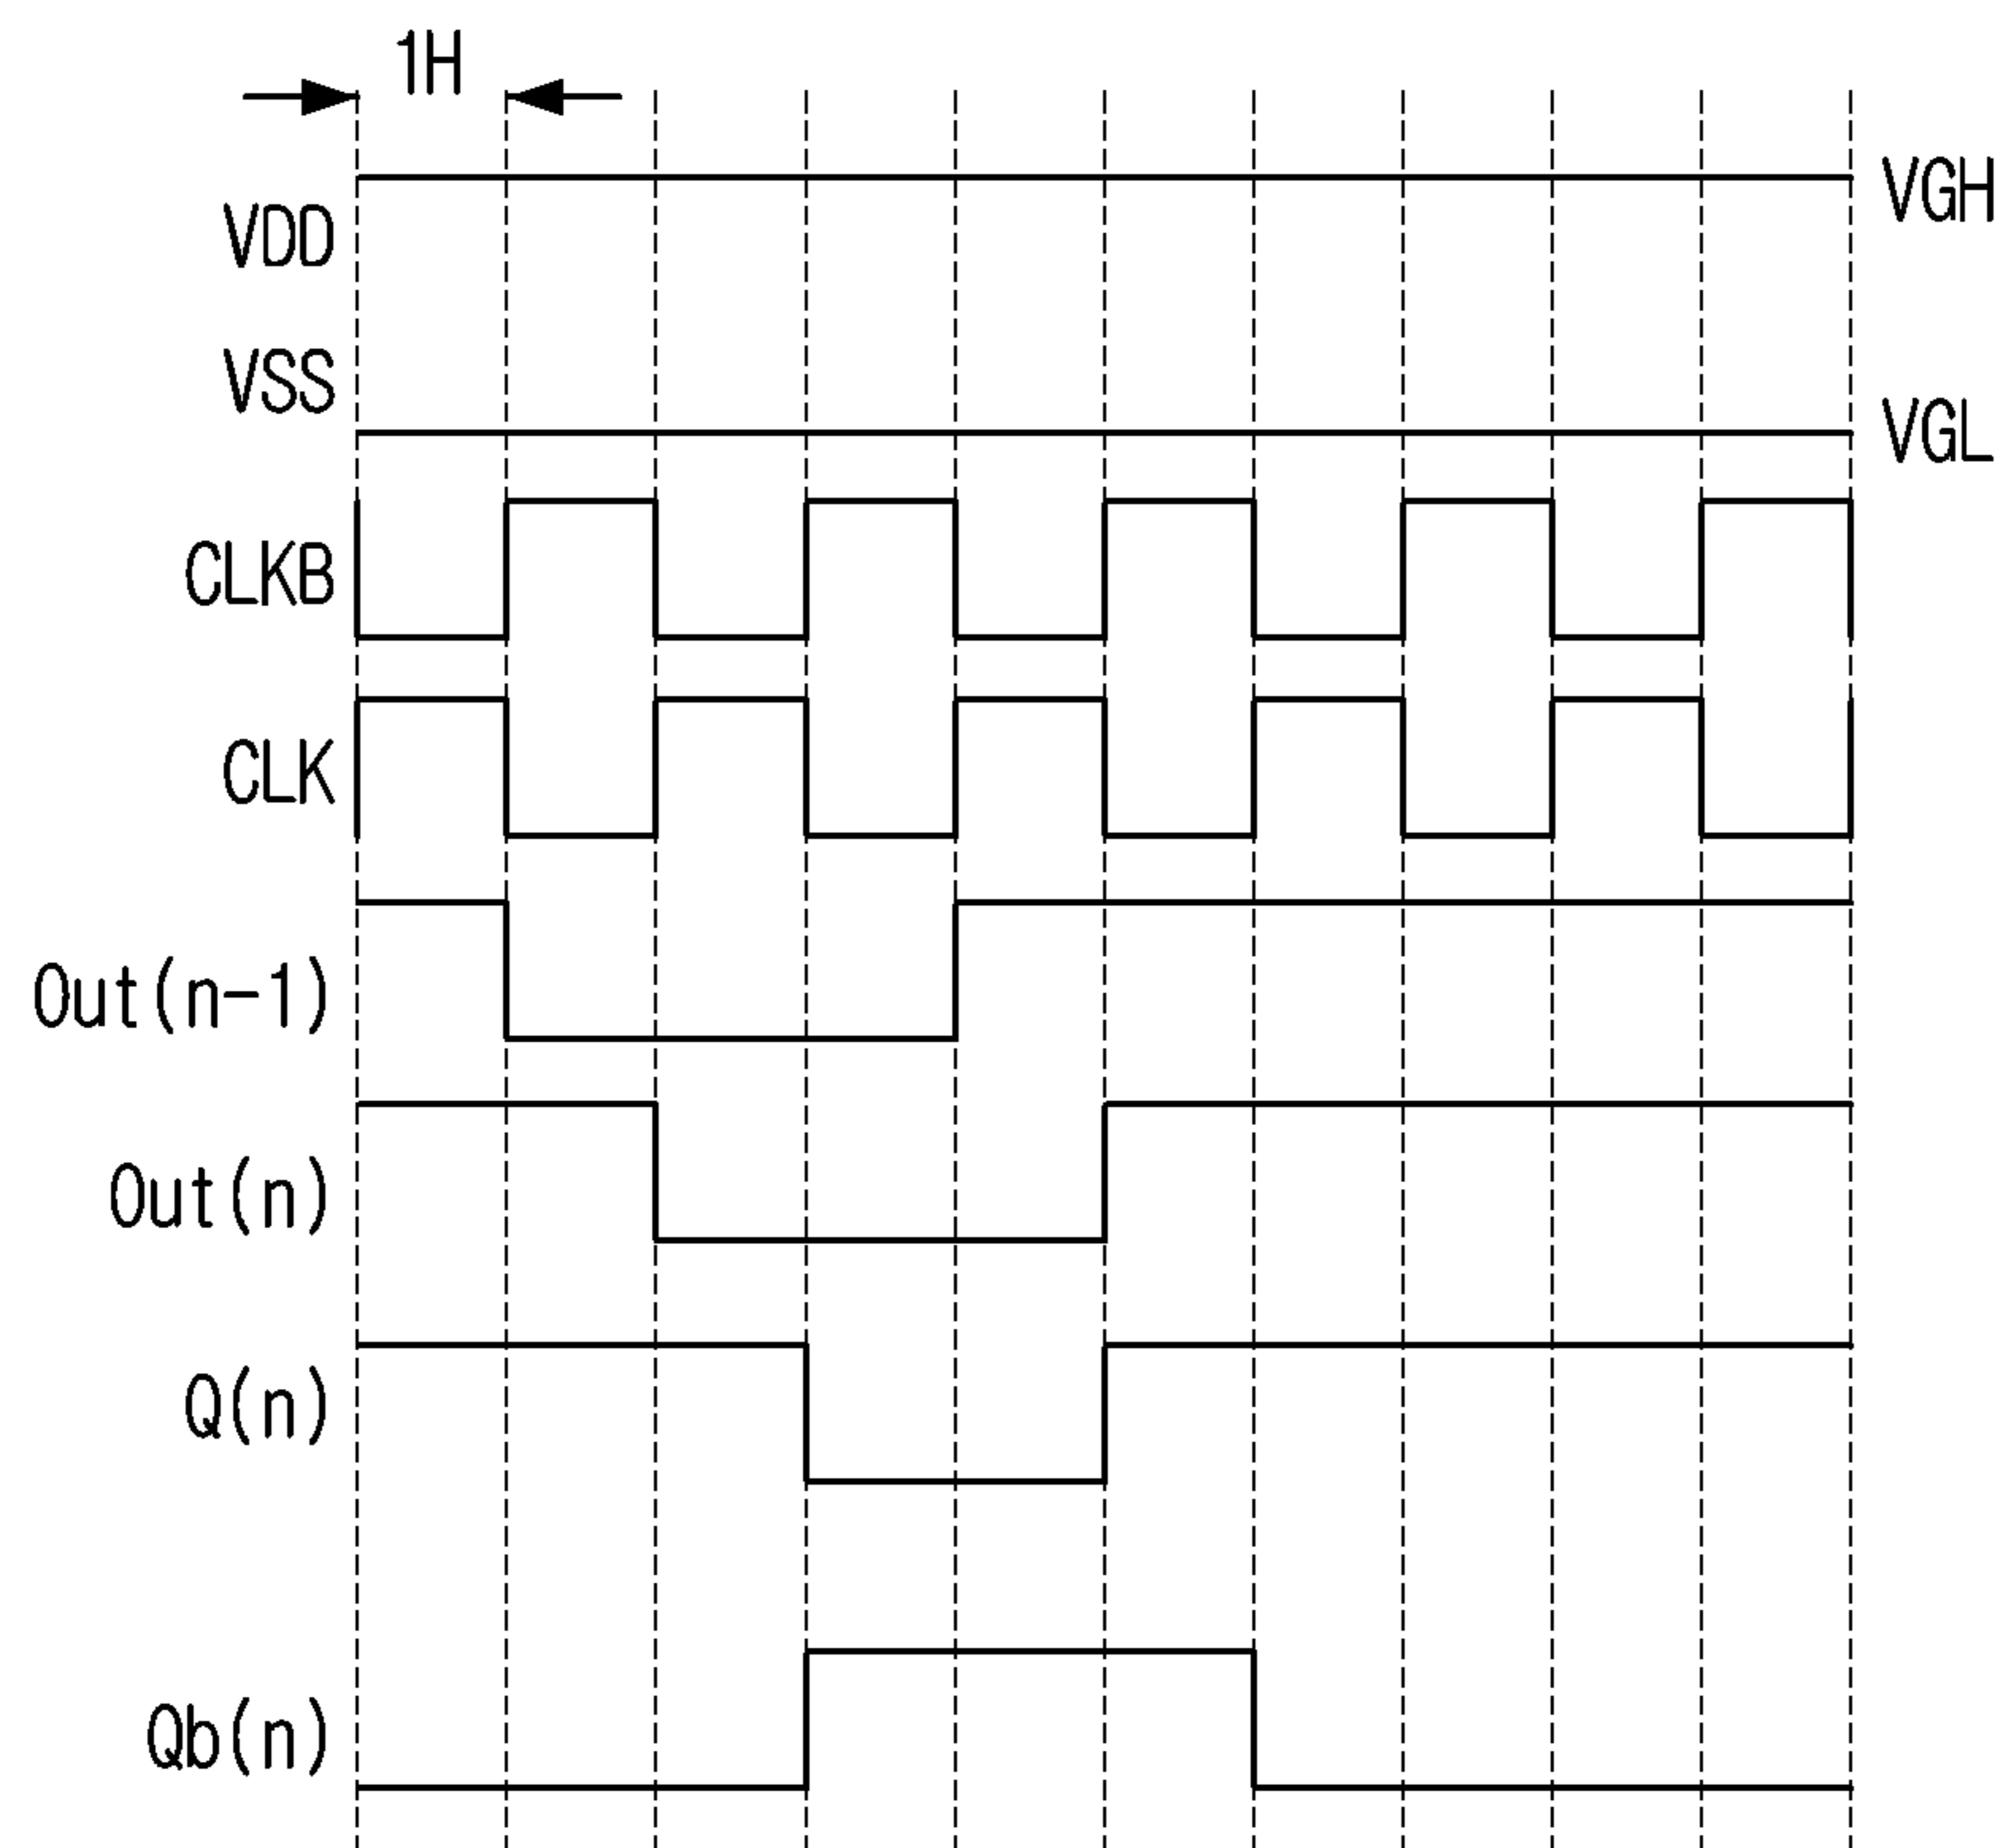 1H
VGH
VDD
VSS
VGL
CLKB
CLK
Out(n-1)
Out(n)
Q(n)
Qb(n)